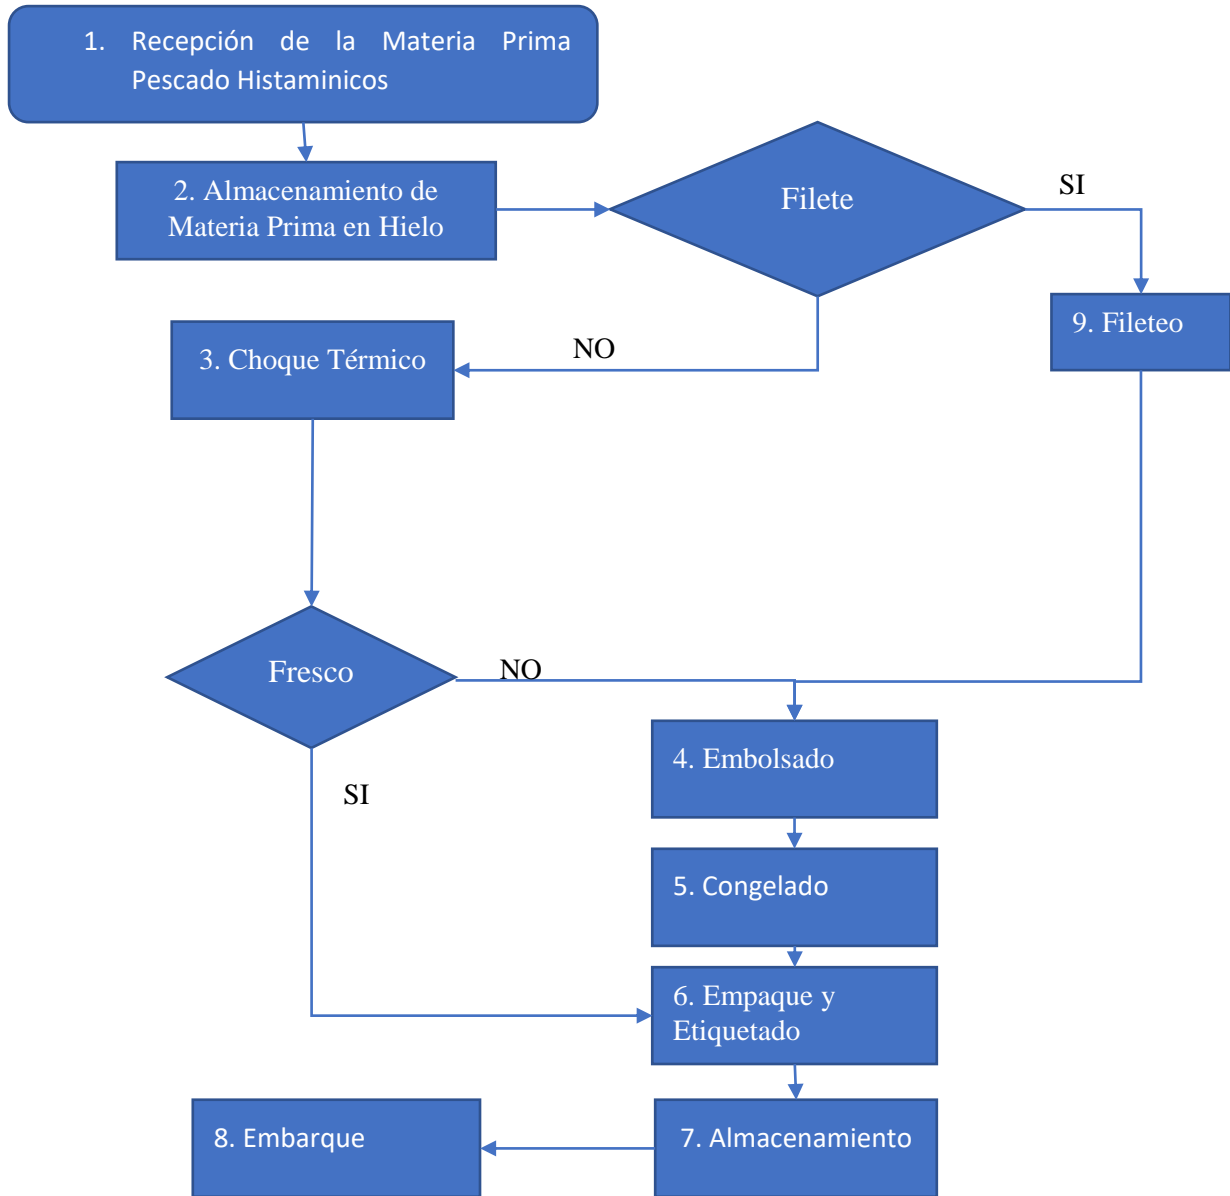 1. Recepción de la Materia Prima
Pescado Histaminicos
2. Almacenamiento de
Materia Prima en Hielo
Filete
SI
9. Fileteo
3. Choque Térmico
NO
Fresco
NO
4. Embolsado
SI
5. Congelado
6. Empaque y
Etiquetado
8. Embarque
7. Almacenamiento